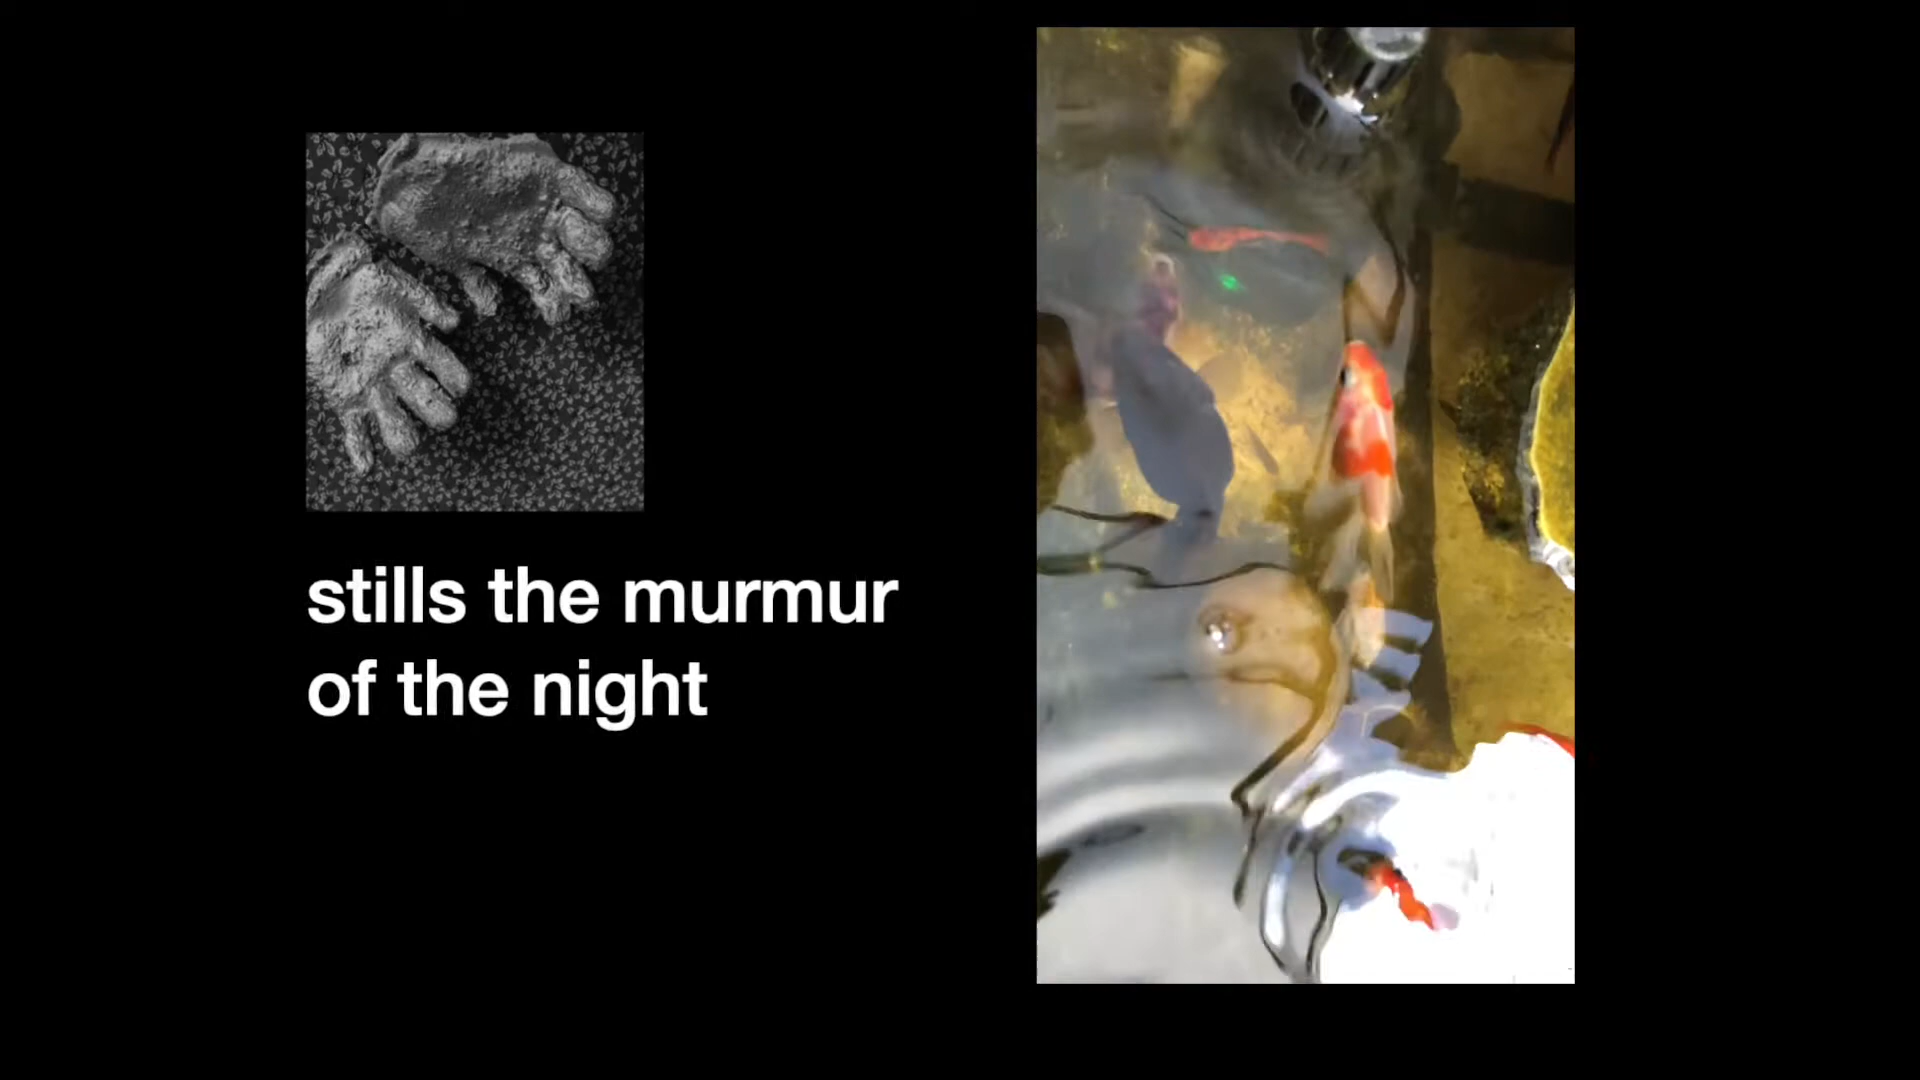 stills the murmur
of the night